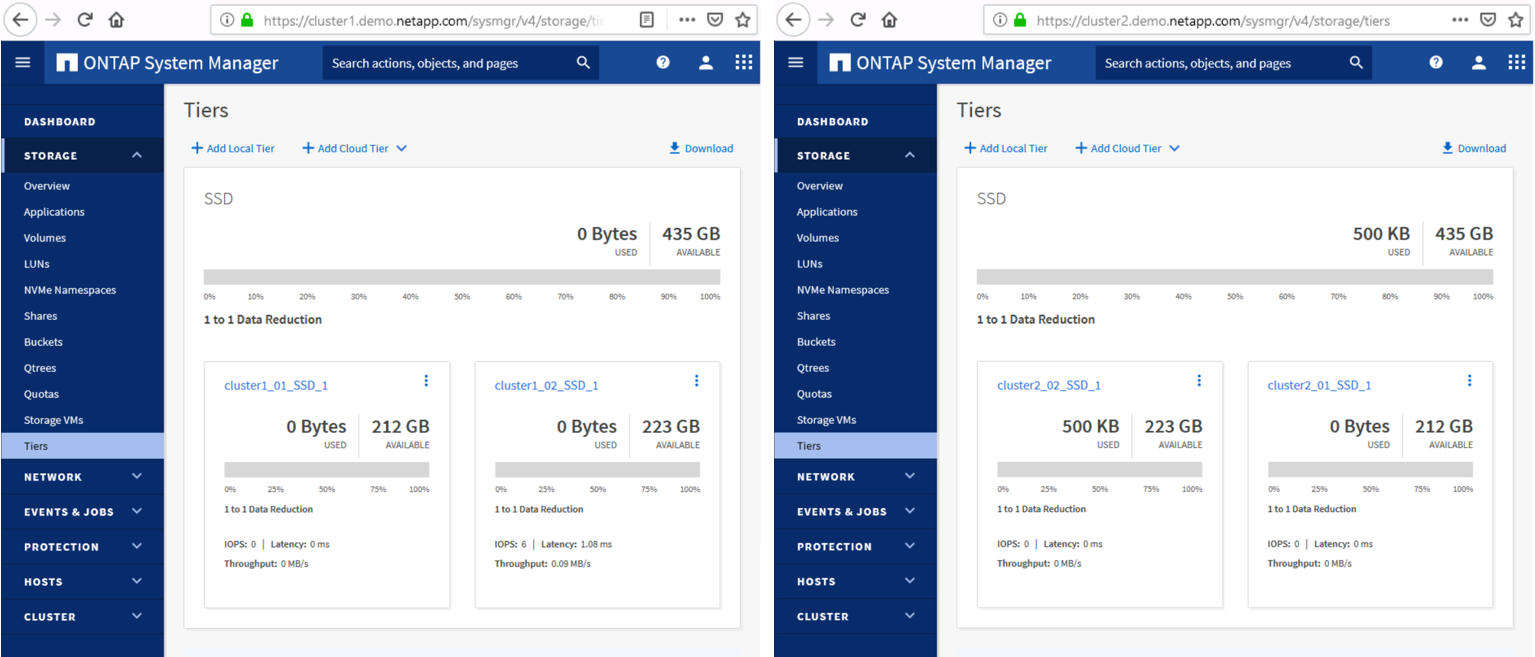 https://cluster1.demo.netapp.com/sysmgr/v4/storage/tie
ONTAP System Manager
Search actions, objects, and pages
DASHBOARD
STORAGE
Overview
Applications
Volumes
LUNs
NVMe Namespaces
Shares
Buckets
Qtrees
Quotas
Storage VMs
Tiers
NETWORK
EVENTS & JOBS
PROTECTION
HOSTS
CLUSTER
Tiers
+ Add Local Tier + Add Cloud Tier Download
SSD
0 Bytes 435 GB
USED AVAILABLE
0% 10% 20% 30% 40% 50% 60% 70% 80% 90% 100%
1 to 1 Data Reduction
cluster1_01_SSD_1
0 Bytes 212 GB
USED AVAILABLE
0% 25% 50% 75% 100%
1 to 1 Data Reduction
IOPS: 0 | Latency: 0 ms
Throughput: 0 MB/s
cluster1_02_SSD_1
0 Bytes 223 GB
USED AVAILABLE
0% 25% 50% 75% 100%
1 to 1 Data Reduction
IOPS: 6 | Latency: 1.08 ms
Throughput: 0.09 MB/s
https://cluster2.demo.netapp.com/sysmgr/v4/storage/tiers
ONTAP System Manager
Search actions, objects, and pages
DASHBOARD
STORAGE
Overview
Applications
Volumes
LUNs
NVMe Namespaces
Shares
Buckets
Qtrees
Quotas
Storage VMs
Tiers
NETWORK
EVENTS & JOBS
PROTECTION
HOSTS
CLUSTER
Tiers
+ Add Local Tier + Add Cloud Tier Download
SSD
500 KB 435 GB
USED AVAILABLE
0% 10% 20% 30% 40% 50% 60% 70% 80% 90% 100%
1 to 1 Data Reduction
cluster2_02_SSD_1
500 KB 223 GB
USED AVAILABLE
0% 25% 50% 75% 100%
1 to 1 Data Reduction
IOPS: 0 | Latency: 0 ms
Throughput: 0 MB/s
cluster2_01_SSD_1
0 Bytes 212 GB
USED AVAILABLE
0% 25% 50% 75% 100%
1 to 1 Data Reduction
IOPS: 0 | Latency: 0 ms
Throughput: 0 MB/s